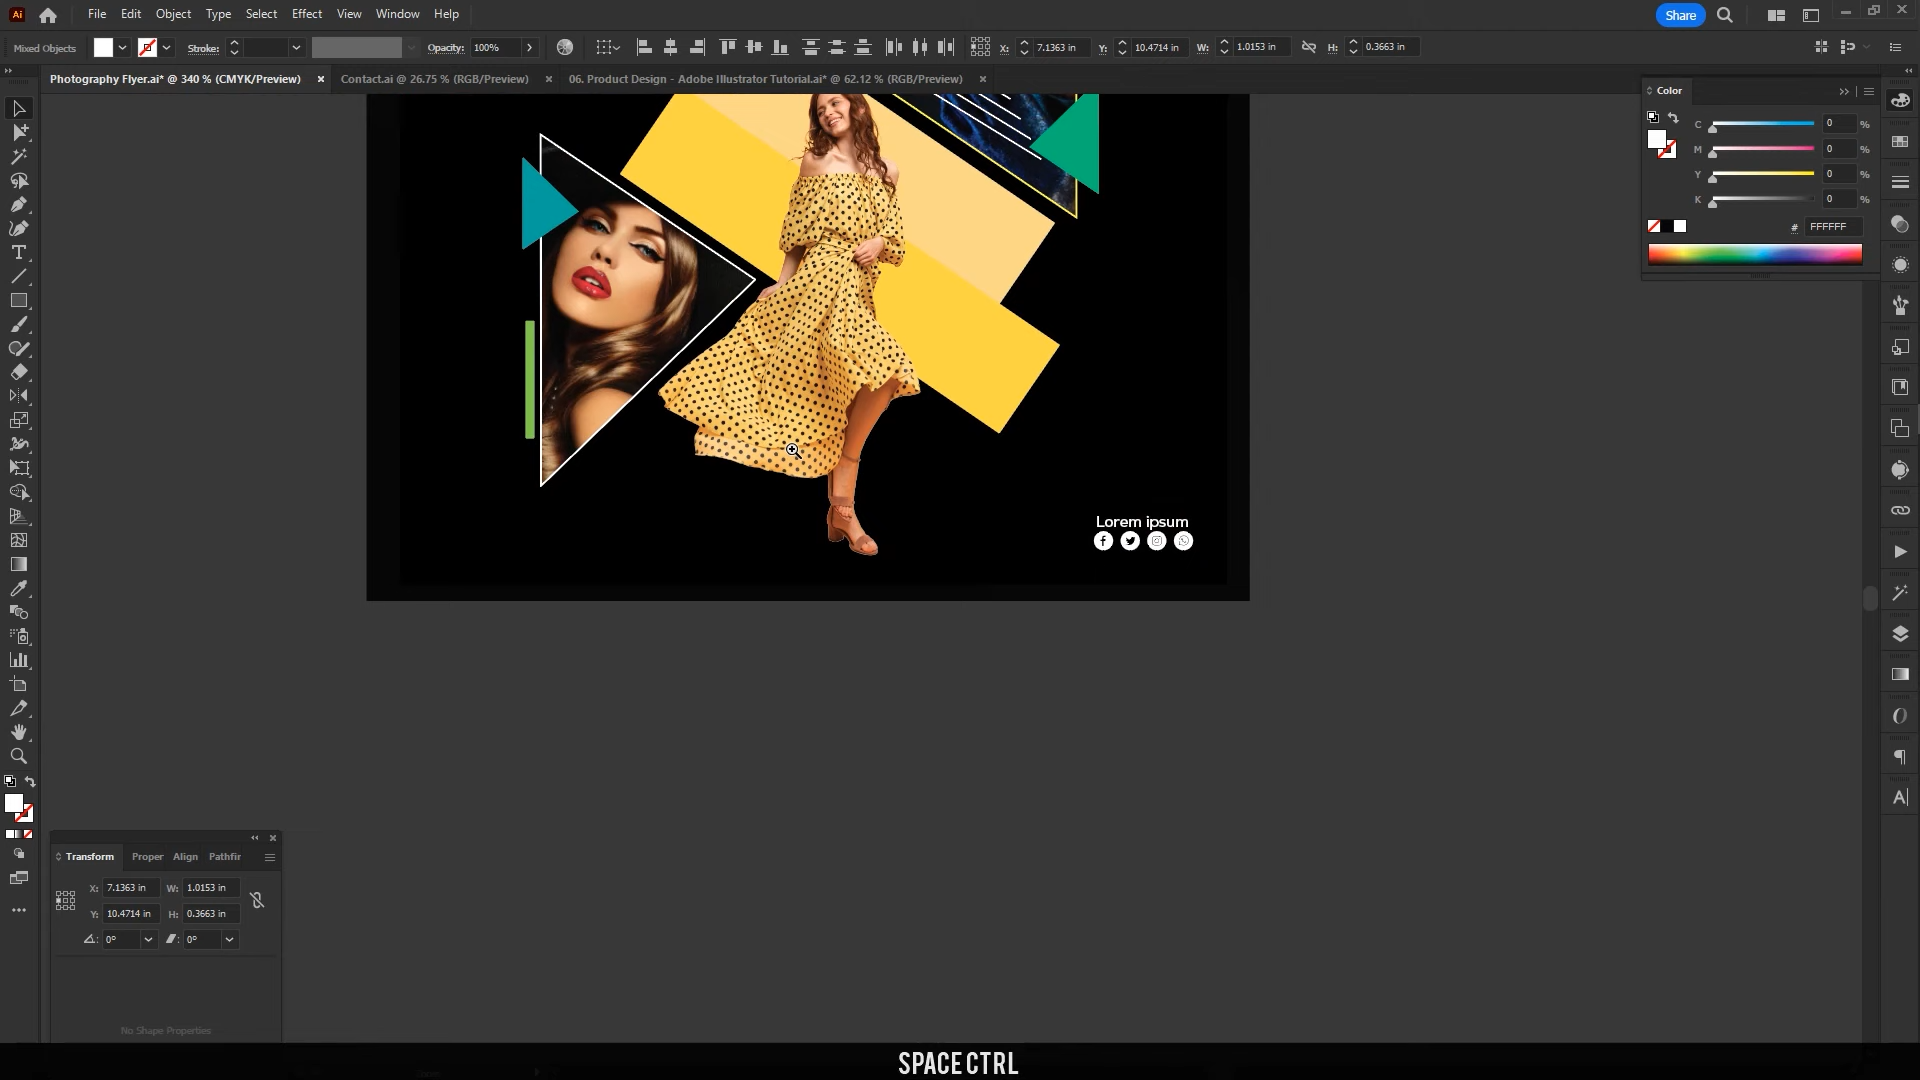 Ai File Edit Object Type Select Effect View Window Help Share
Mixed Objects Stroke: Opacity: 100% X: 7.1363 in Y: 10.4714 in W: 1.0153 in H: 0.3663 in
Photography Flyer.ai* @ 340 % (CMYK/Preview) × Contact.ai @ 26.75 % (RGB/Preview) × 06. Product Design - Adobe Illustrator Tutorial.ai* @ 62.12 % (RGB/Preview) ×
Color
C 0 %
M 0 %
Y 0 %
K 0 %
# FFFFFF
Lorem ipsum
Transform Proper Align Pathfir
X: 7.1363 in W: 1.0153 in
Y: 10.4714 in H: 0.3663 in
0° 0°
No Shape Properties
SPACE CTRL